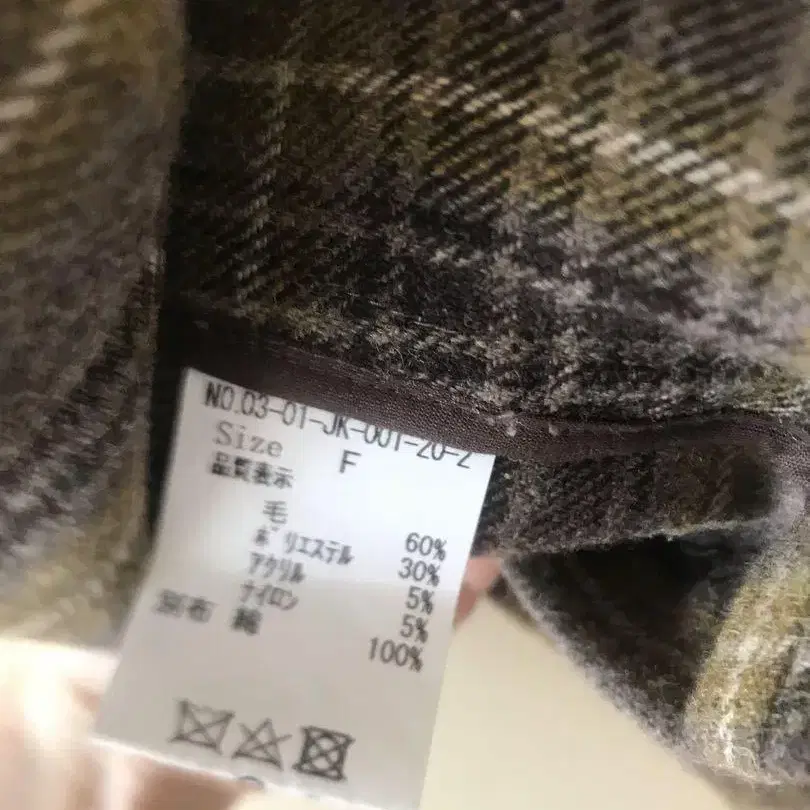 NO.03-01-JK-001-20-2
Size F
品質表示
毛 60%
ポリエステル 30%
アクリル 5%
ナイロン 5%
別布 綿 100%